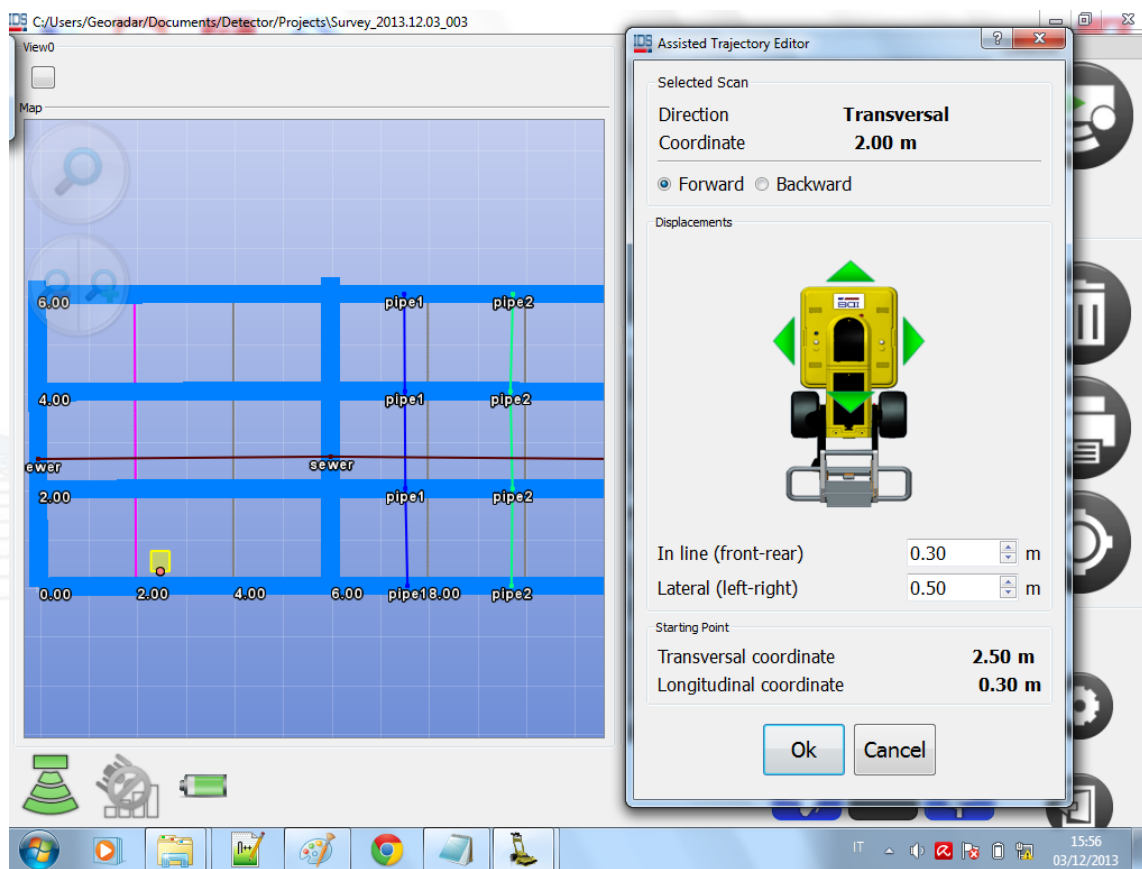 IDS C:/Users/Georadar/Documents/Detector/Projects\Survey_2013.12.03_003
View0
Map
6.00 pipe1 pipe2
4.00 pipe1 pipe2
ewer sewer
2.00 pipe1 pipe2
0.00 2.00 4.00 6.00 pipe18.00 pipe2
IDS Assisted Trajectory Editor
Selected Scan
Direction Transversal
Coordinate 2.00 m
Forward Backward
Displacements
IDS
In line (front-rear) 0.30 m
Lateral (left-right) 0.50 m
Starting Point
Transversal coordinate 2.50 m
Longitudinal coordinate 0.30 m
Ok Cancel
n++
IT 15:56
03/12/2013